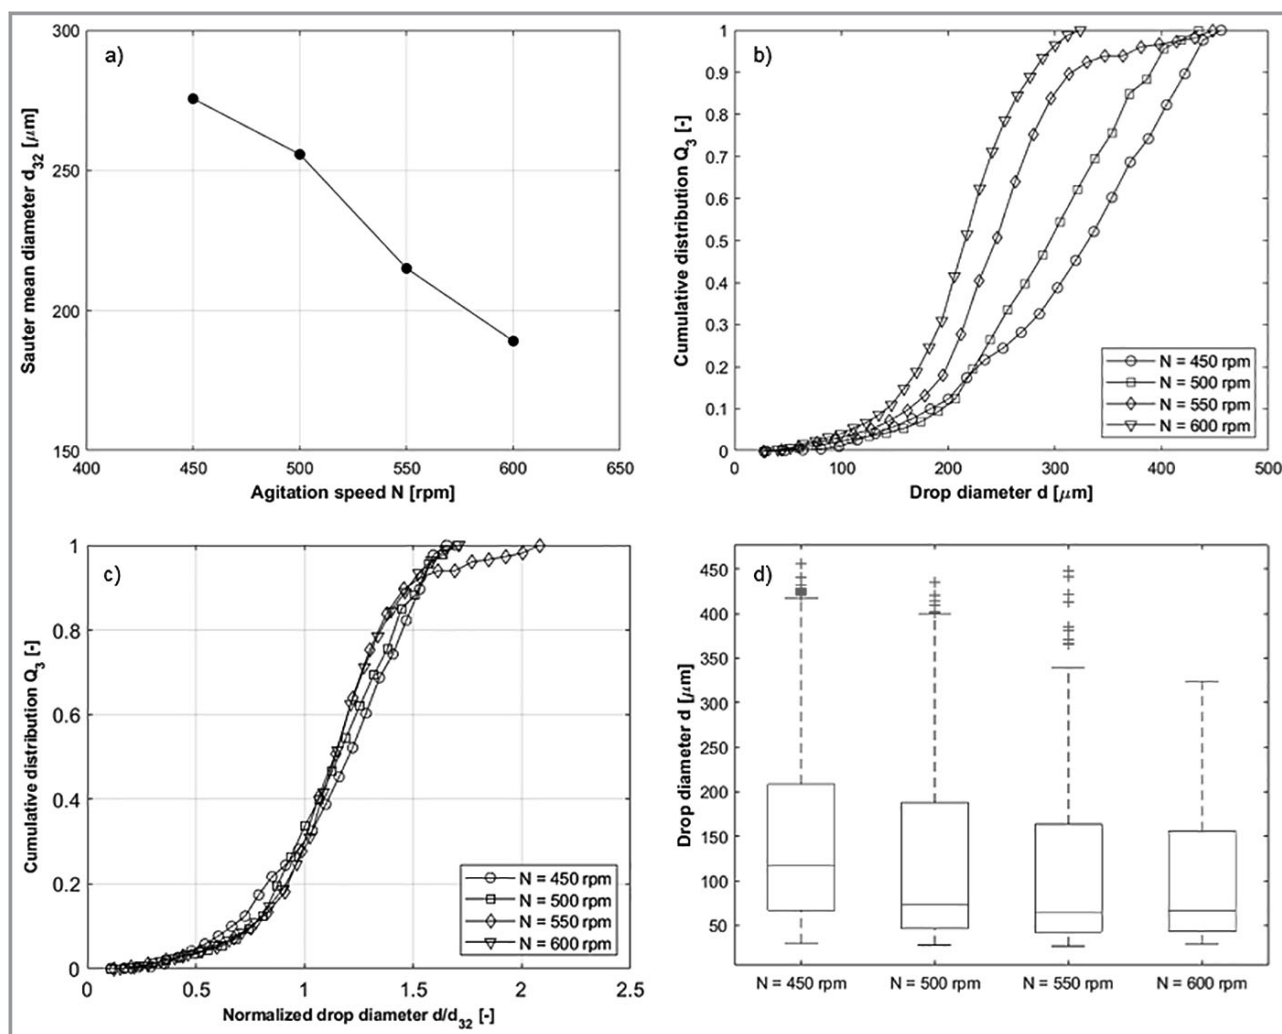 a)
300
250
200
150
400 450 500 550 600 650
Sauter mean diameter d32 [μm]
Agitation speed N [rpm]
b)
1
0.9
0.8
0.7
0.6
0.5
0.4
0.3
0.2
0.1
0
0 100 200 300 400 500
Cumulative distribution Q3 [-]
Drop diameter d [μm]
N = 450 rpm
N = 500 rpm
N = 550 rpm
N = 600 rpm
c)
1
0.8
0.6
0.4
0.2
0
0 0.5 1 1.5 2 2.5
Cumulative distribution Q3 [-]
Normalized drop diameter d/d32 [-]
N = 450 rpm
N = 500 rpm
N = 550 rpm
N = 600 rpm
d)
450
400
350
300
250
200
150
100
50
Drop diameter d [μm]
N = 450 rpm N = 500 rpm N = 550 rpm N = 600 rpm